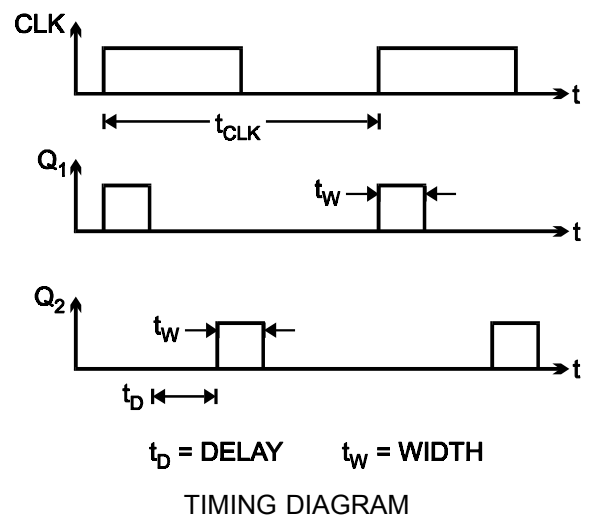 CLK
t
tCLK
Q1
tW
t
Q2
tW
t
tD
tD = DELAY tW = WIDTH
TIMING DIAGRAM